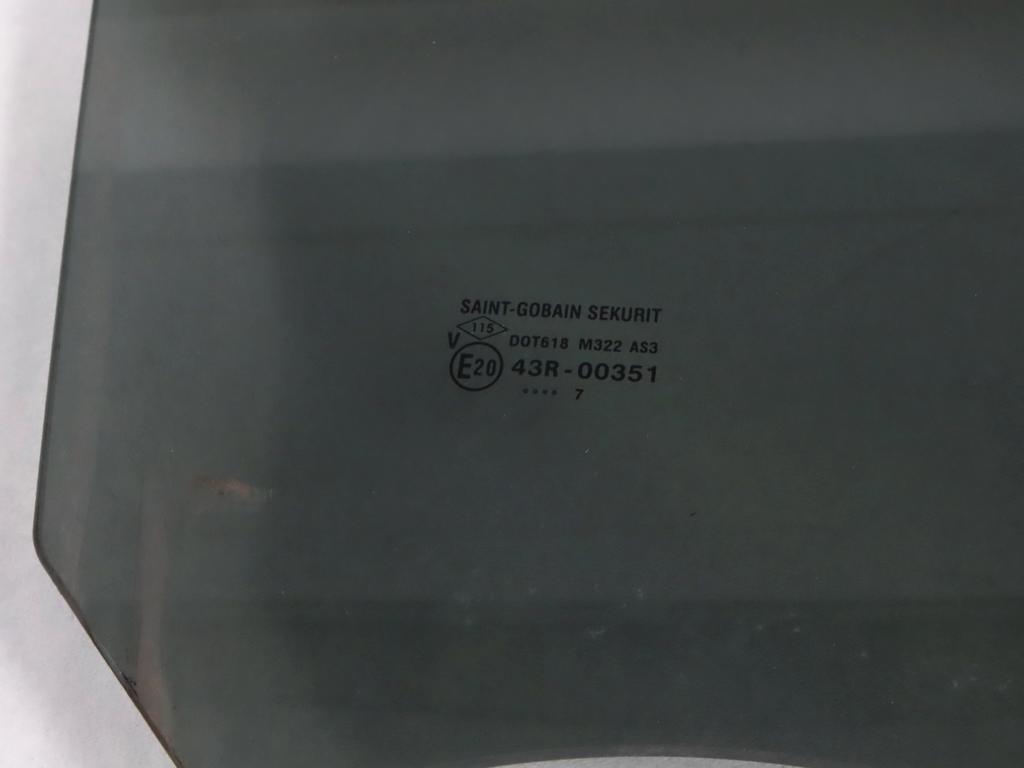 SAINT-GOBAIN SEKURIT
115
V DOT618 M322 AS3
E20 43R-00351
•••• 7